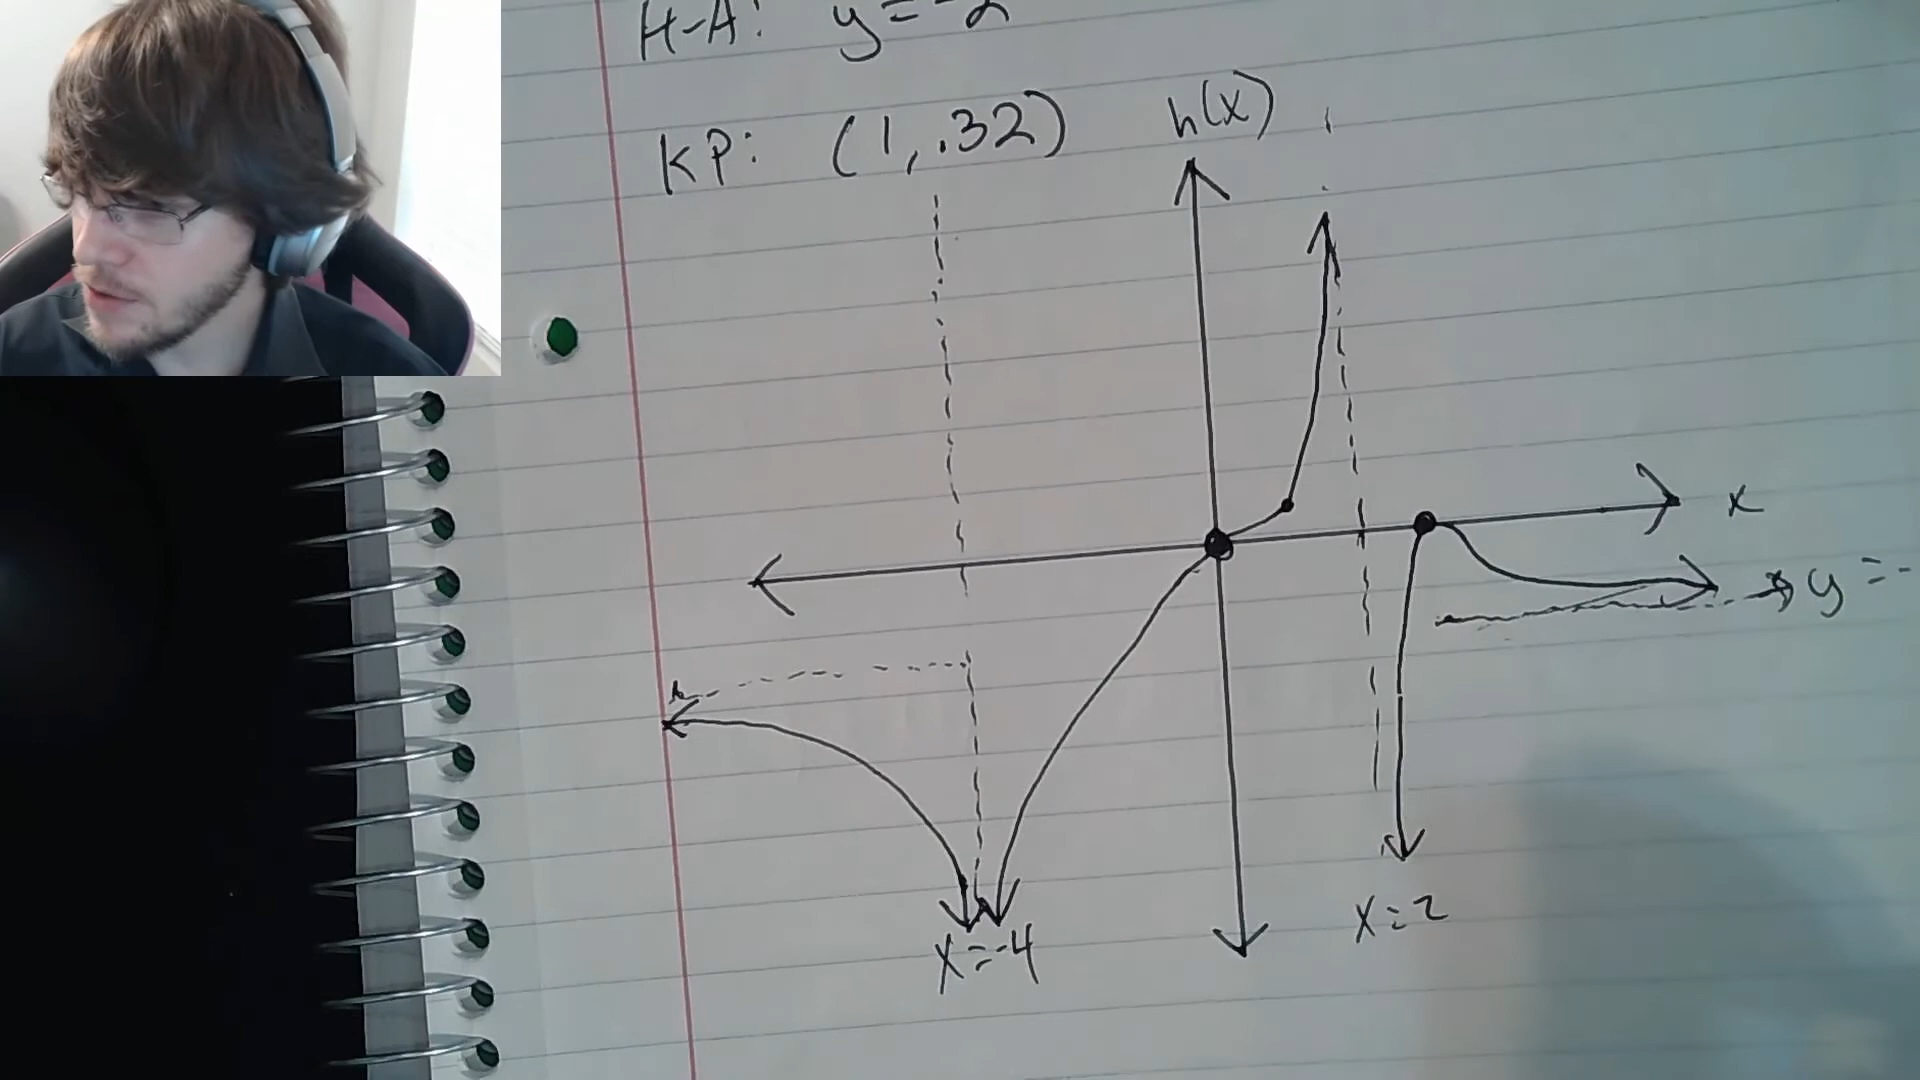 H-A: y = -2
KP: (1, .32)
h(x)
x
y = -
x = -4
x = 2